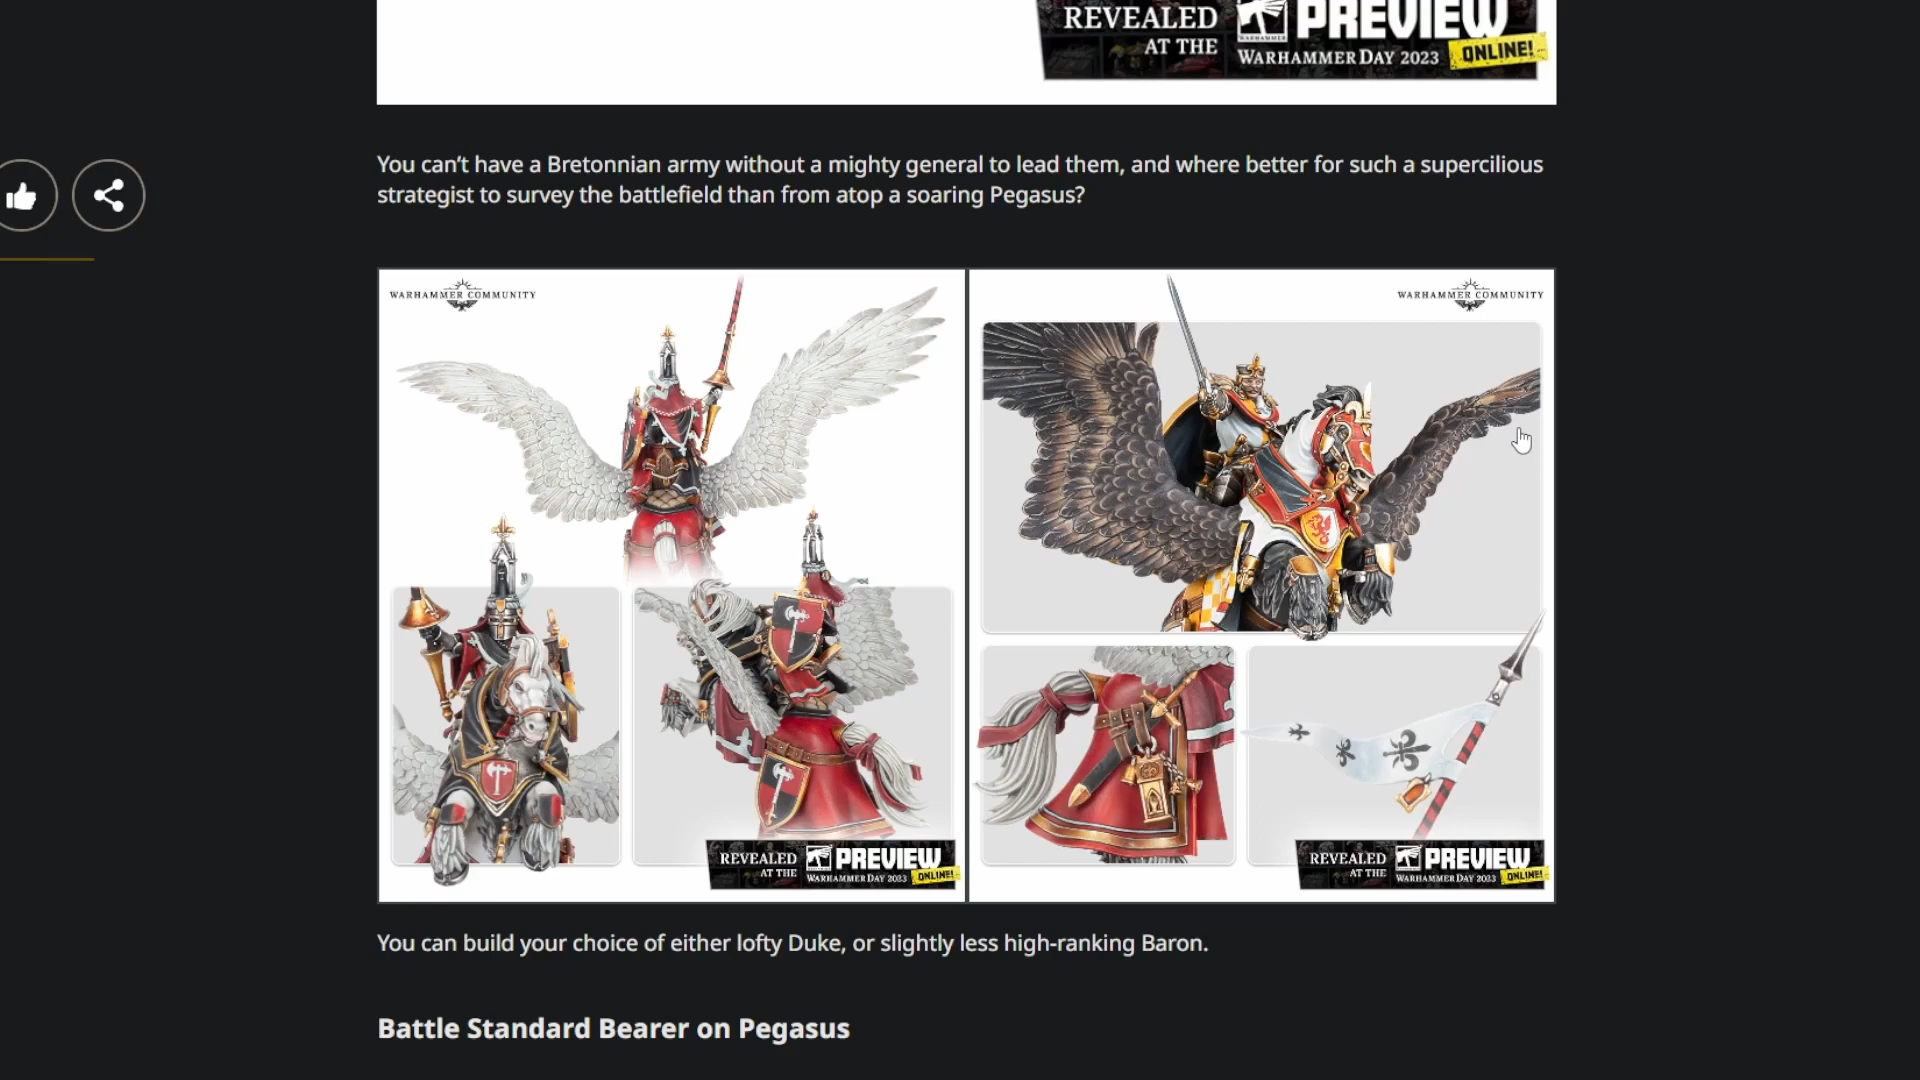 REVEALED
AT THE
PREVIEW
WARHAMMER
WARHAMMER DAY 2023
ONLINE!
You can't have a Bretonnian army without a mighty general to lead them, and where better for such a supercilious
strategist to survey the battlefield than from atop a soaring Pegasus?
WARHAMMER COMMUNITY
WARHAMMER COMMUNITY
REVEALED
AT THE
PREVIEW
WARHAMMER DAY 2023
ONLINE!
REVEALED
AT THE
PREVIEW
WARHAMMER DAY 2023
ONLINE!
You can build your choice of either lofty Duke, or slightly less high-ranking Baron.
Battle Standard Bearer on Pegasus